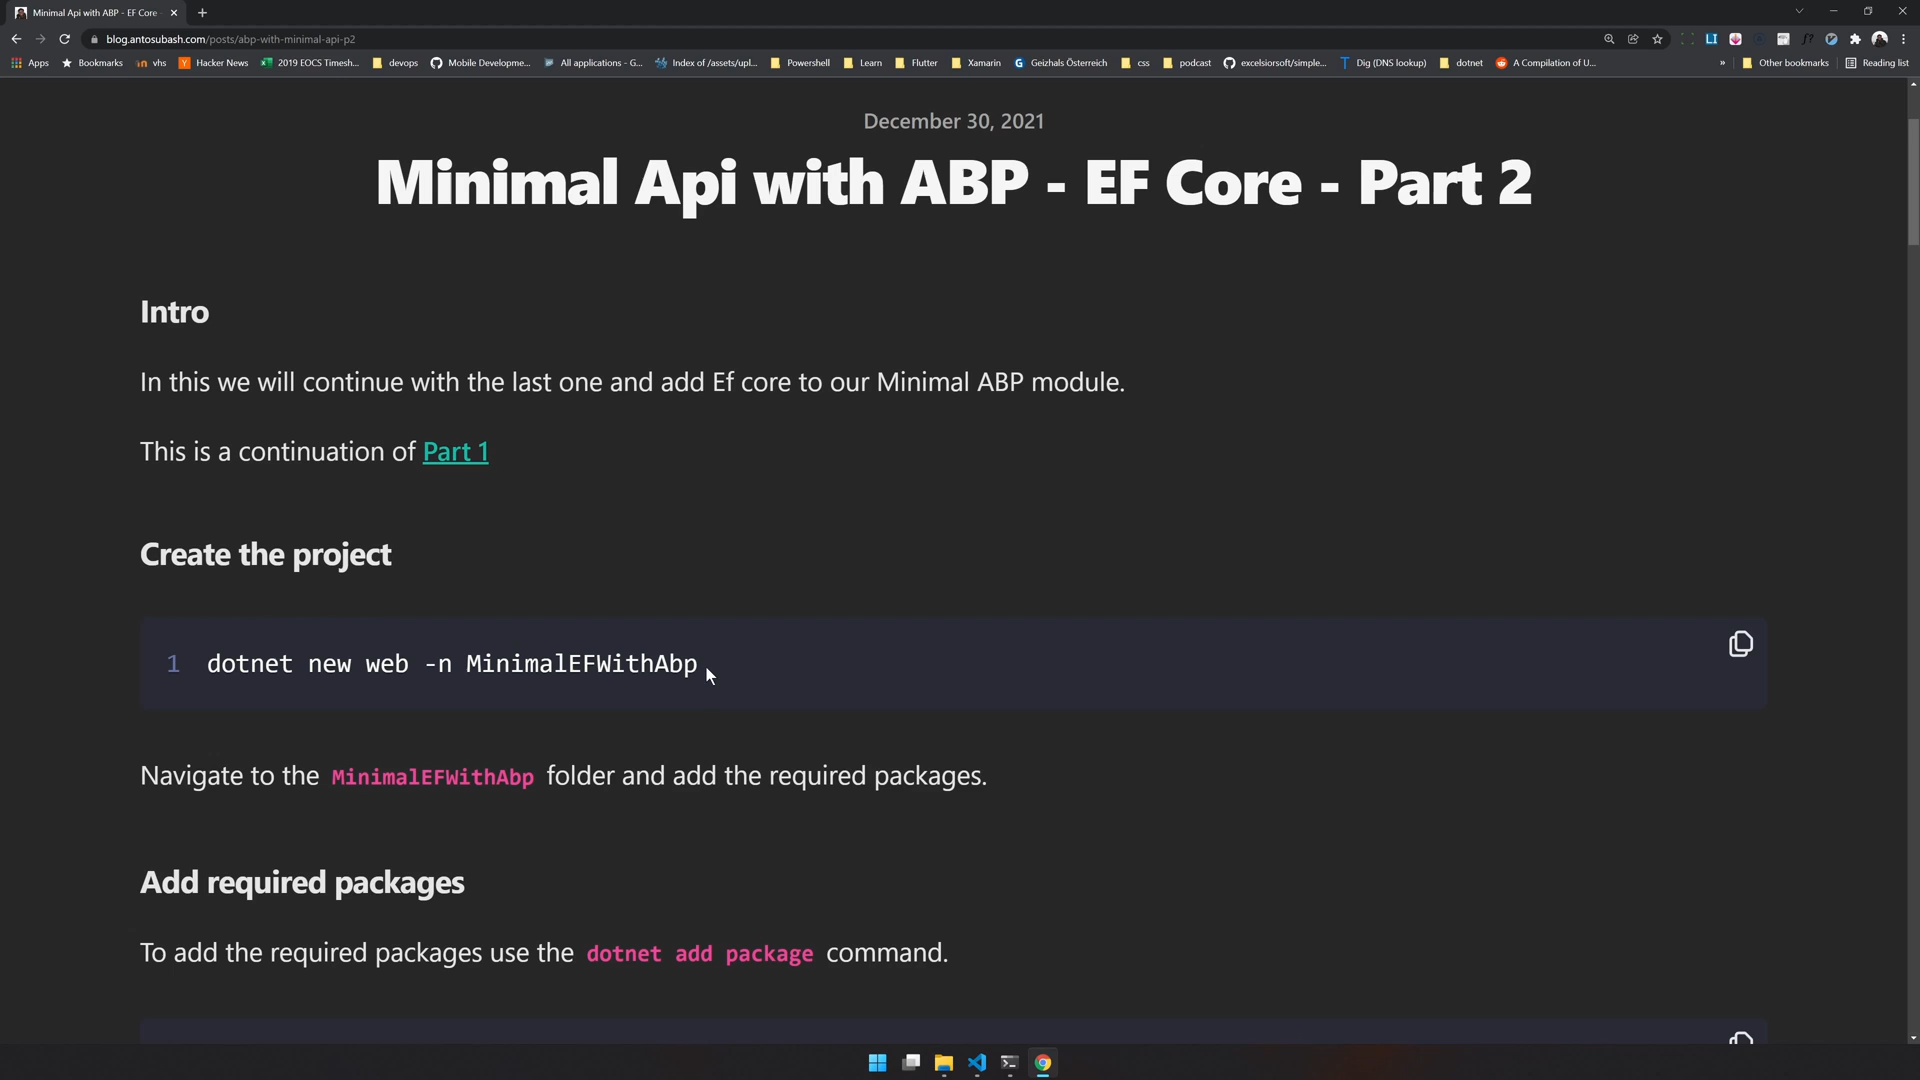 Minimal Api with ABP - EF Core -
blog.antosubash.com/posts/abp-with-minimal-api-p2
Apps
Bookmarks
vhs
Hacker News
2019 EOCS Timesh...
devops
Mobile Developme...
All applications - G...
Index of /assets/upl...
Powershell
Learn
Flutter
Xamarin
Geizhals Österreich
css
podcast
excelsiorsoft/simple...
Dig (DNS lookup)
dotnet
A Compilation of U...
»
Other bookmarks
Reading list
December 30, 2021
Minimal Api with ABP - EF Core - Part 2
Intro
In this we will continue with the last one and add Ef core to our Minimal ABP module.
This is a continuation of Part 1
Create the project
1 dotnet new web -n MinimalEFWithAbp
Navigate to the MinimalEFWithAbp folder and add the required packages.
Add required packages
To add the required packages use the dotnet add package command.